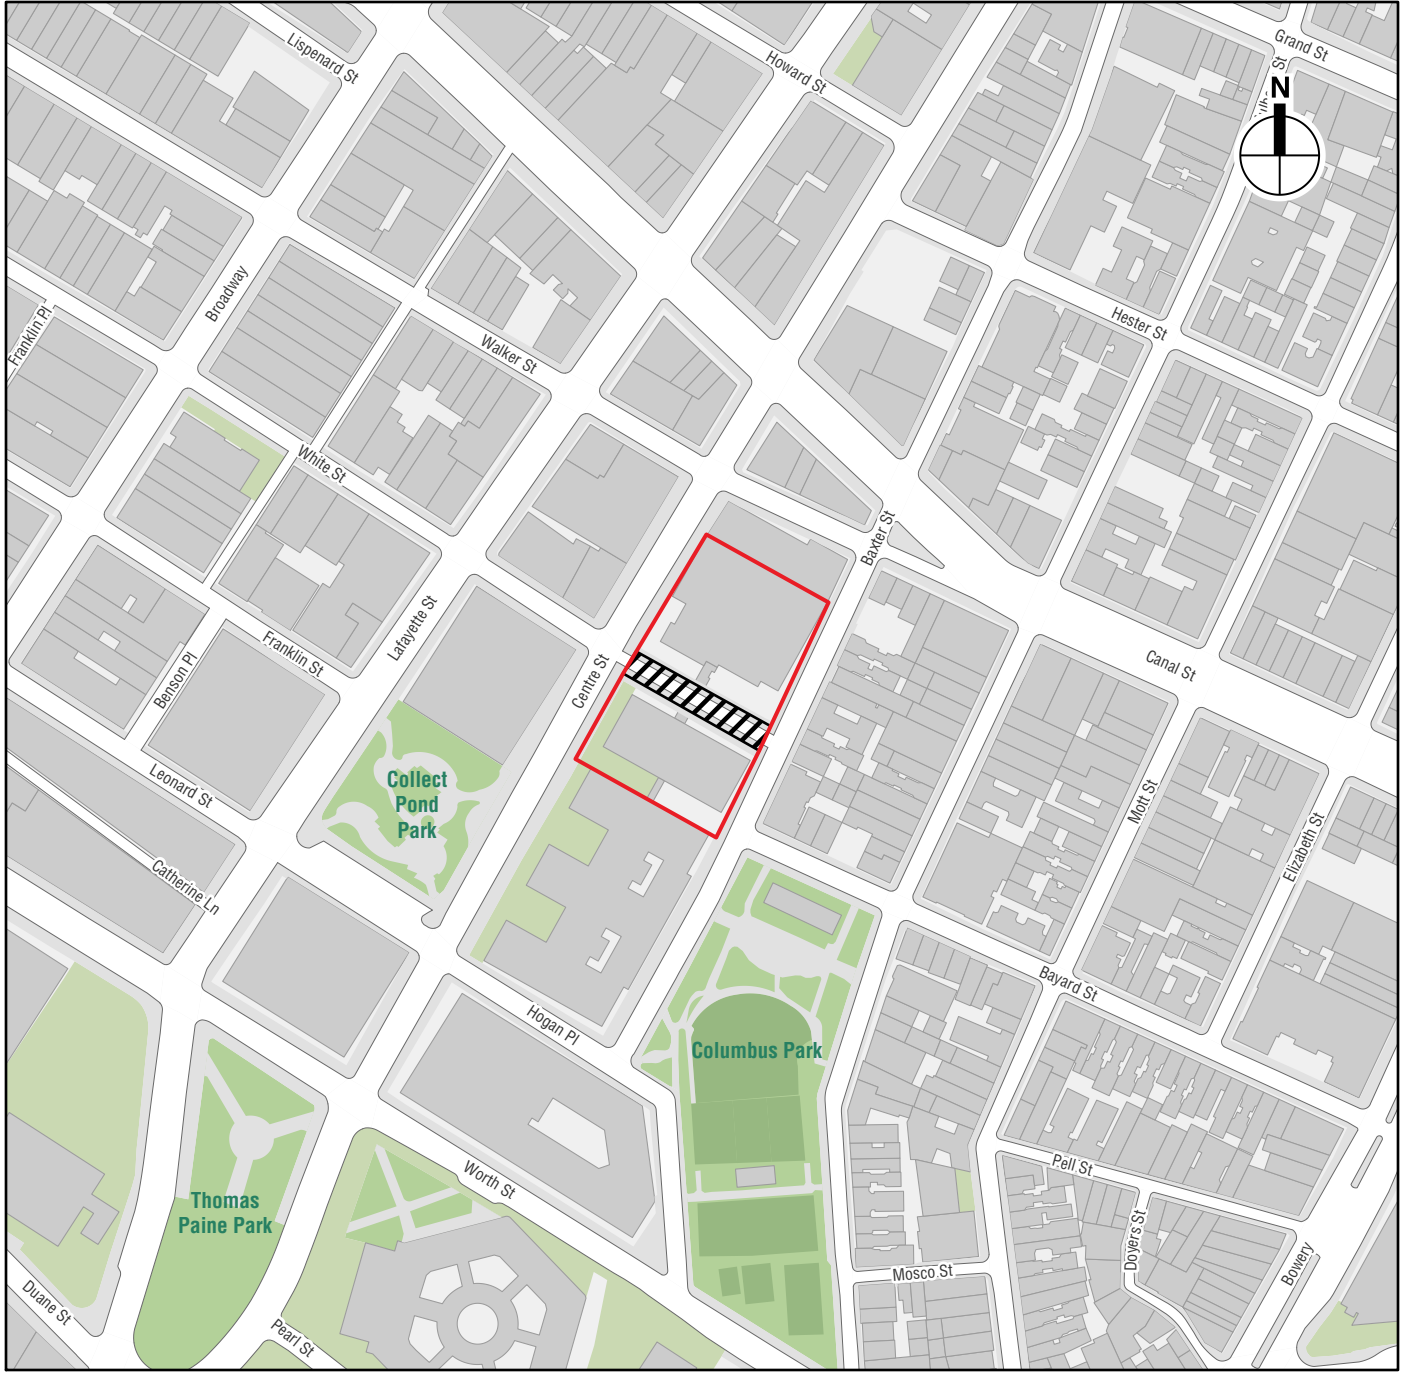 Lispenard St
Howard St
Grand St
St
N
Broadway
Franklin Pl
Walker St
Hester St
White St
Baxter St
Lafayette St
Franklin St
Benson Pl
Centre St
Canal St
Leonard St
Collect
Pond
Park
Mott St
Elizabeth St
Catherine Ln
Bayard St
Hogan Pl
Columbus Park
Worth St
Pell St
Thomas
Paine Park
Doyers St
Mosco St
Bowery
Duane St
Pearl St